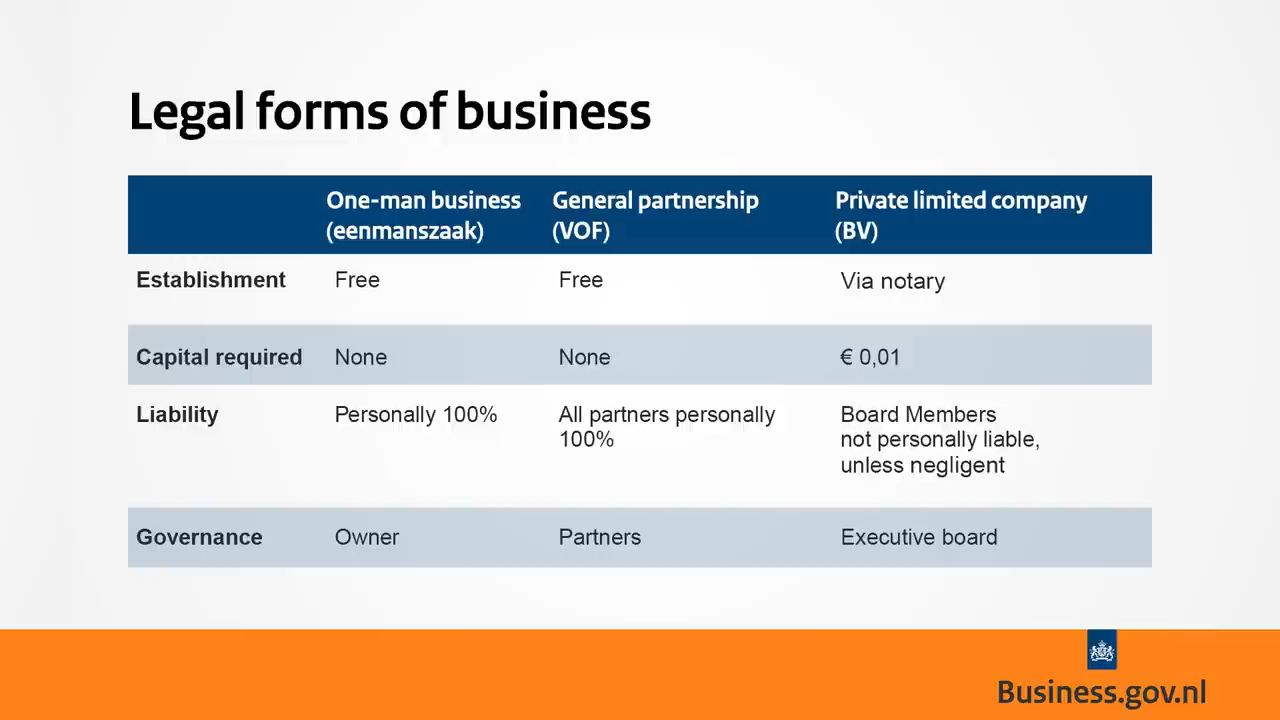 Legal forms of business
One-man business
(eenmanszaak)
General partnership
(VOF)
Private limited company
(BV)
Establishment
Free
Free
Via notary
Capital required
None
None
€ 0,01
Liability
Personally 100%
All partners personally
100%
Board Members
not personally liable,
unless negligent
Governance
Owner
Partners
Executive board
Business.gov.nl